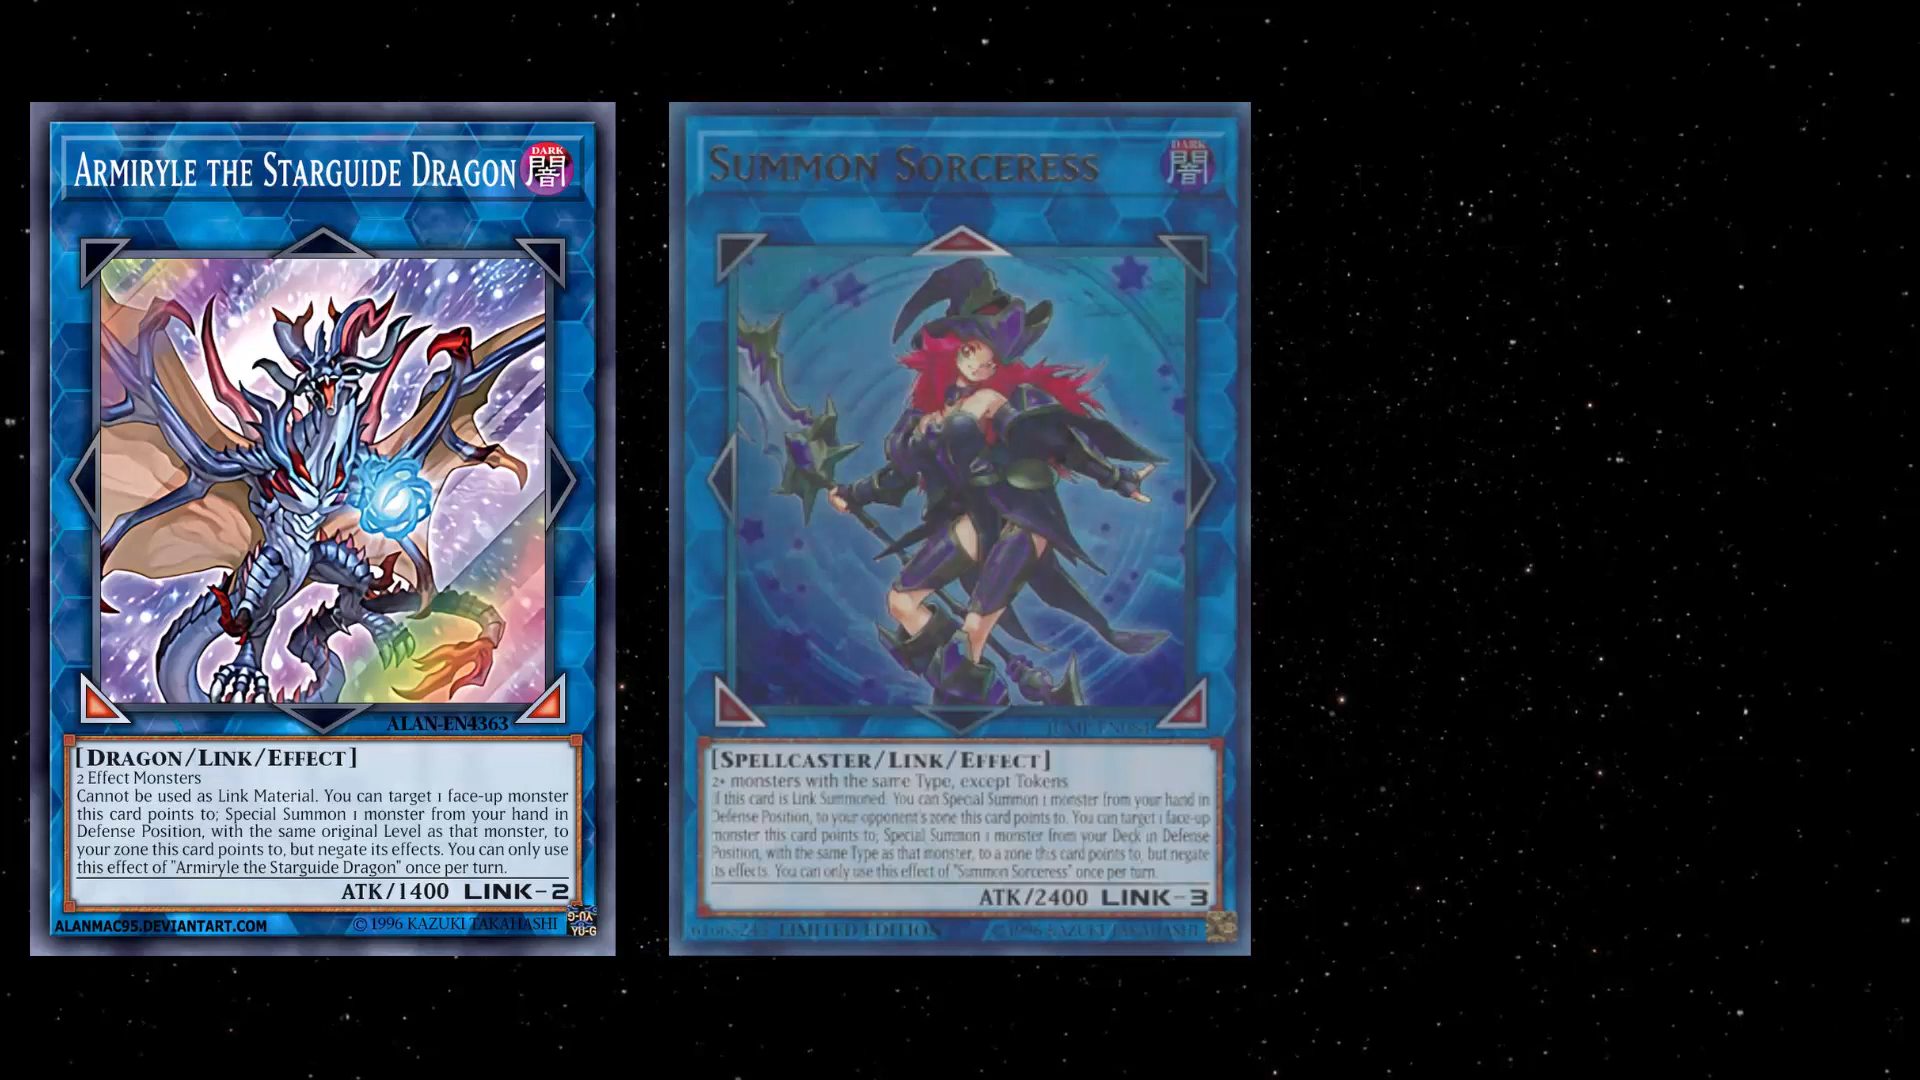 ARMIRYLE THE STARGUIDE DRAGON
DARK
闇
ALAN-EN4363
[DRAGON/LINK/EFFECT]
2 Effect Monsters
Cannot be used as Link Material. You can target 1 face-up monster
this card points to; Special Summon 1 monster from your hand in
Defense Position, with the same original Level as that monster, to
your zone this card points to, but negate its effects. You can only use
this effect of "Armiryle the Starguide Dragon" once per turn.
ATK/1400 LINK-2
ALANMAC95.DEVIANTART.COM
©1996 KAZUKI TAKAHASHI
SUMMON SORCERESS
DARK
闇
[SPELLCASTER/LINK/EFFECT]
2+ monsters with the same Type, except Tokens
If this card is Link Summoned: You can Special Summon 1 monster from your hand in
Defense Position, to your opponent's zone this card points to. You can target 1 face-up
monster this card points to; Special Summon 1 monster from your Deck in Defense
Position, with the same Type as that monster, to a zone this card points to, but negate
its effects. You can only use this effect of "Summon Sorceress" once per turn.
ATK/2400 LINK-3
LIMITED EDITION
©1996 KAZUKI TAKAHASHI